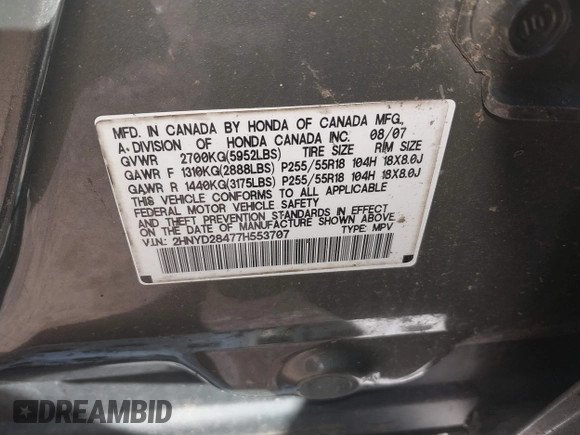 MFD. IN CANADA BY HONDA OF CANADA MFG.,
A DIVISION OF HONDA CANADA INC. 08/07
GVWR 2700KG(5952LBS) TIRE SIZE RIM SIZE
GAWR F 1310KG(2888LBS) P255/55R18 104H 18X8.0J
GAWR R 1440KG(3175LBS) P255/55R18 104H 18X8.0J
THIS VEHICLE CONFORMS TO ALL APPLICABLE
FEDERAL MOTOR VEHICLE SAFETY
AND THEFT PREVENTION STANDARDS IN EFFECT
ON THE DATE OF MANUFACTURE SHOWN ABOVE.
V.I.N.: 2HNYD28477H553707 TYPE: MPV
DREAMBID